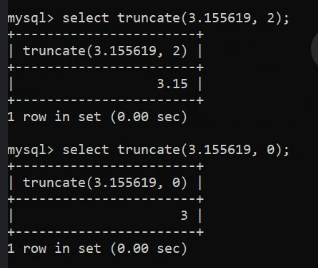 mysql> select truncate(3.155619, 2);
+-----------------------+
| truncate(3.155619, 2) |
+-----------------------+
|                  3.15 |
+-----------------------+
1 row in set (0.00 sec)
mysql> select truncate(3.155619, 0);
+-----------------------+
| truncate(3.155619, 0) |
+-----------------------+
|                     3 |
+-----------------------+
1 row in set (0.00 sec)